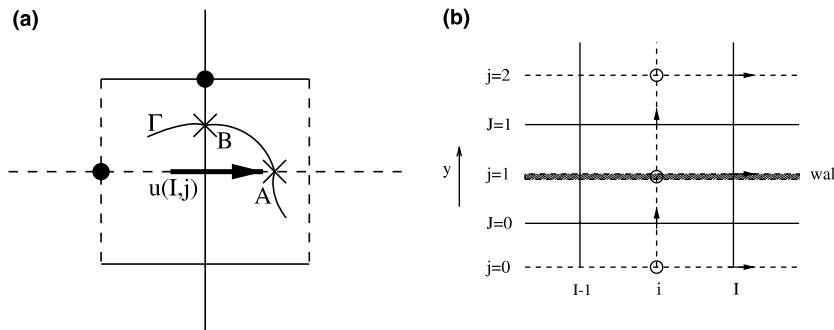 (a)
Γ
B
u(I,j)
A
(b)
j=2
J=1
y
j=1
wal
J=0
j=0
I-1
i
I